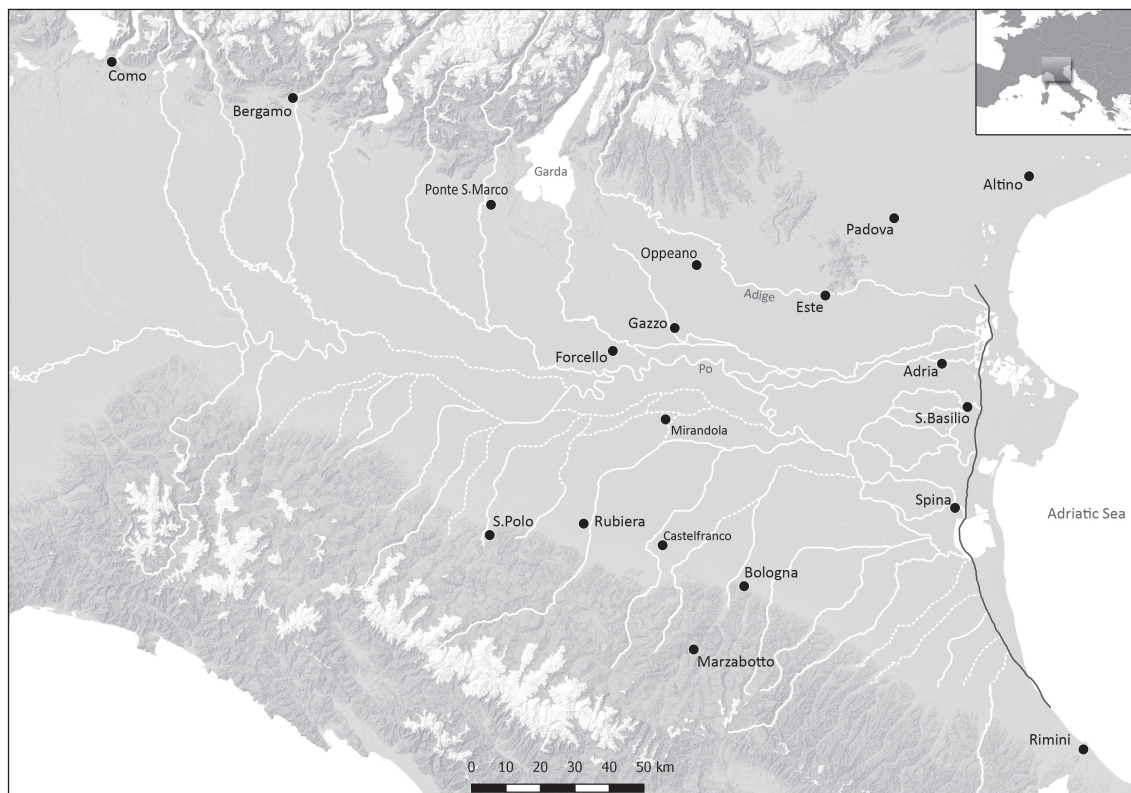 Como
Bergamo
Garda
Ponte S.Marco
Altino
Padova
Oppeano
Adige
Este
Gazzo
Forcello
Po
Adria
S.Basilio
Mirandola
Spina
Adriatic Sea
S.Polo
Rubiera
Castelfranco
Bologna
Marzabotto
Rimini
0 10 20 30 40 50 km